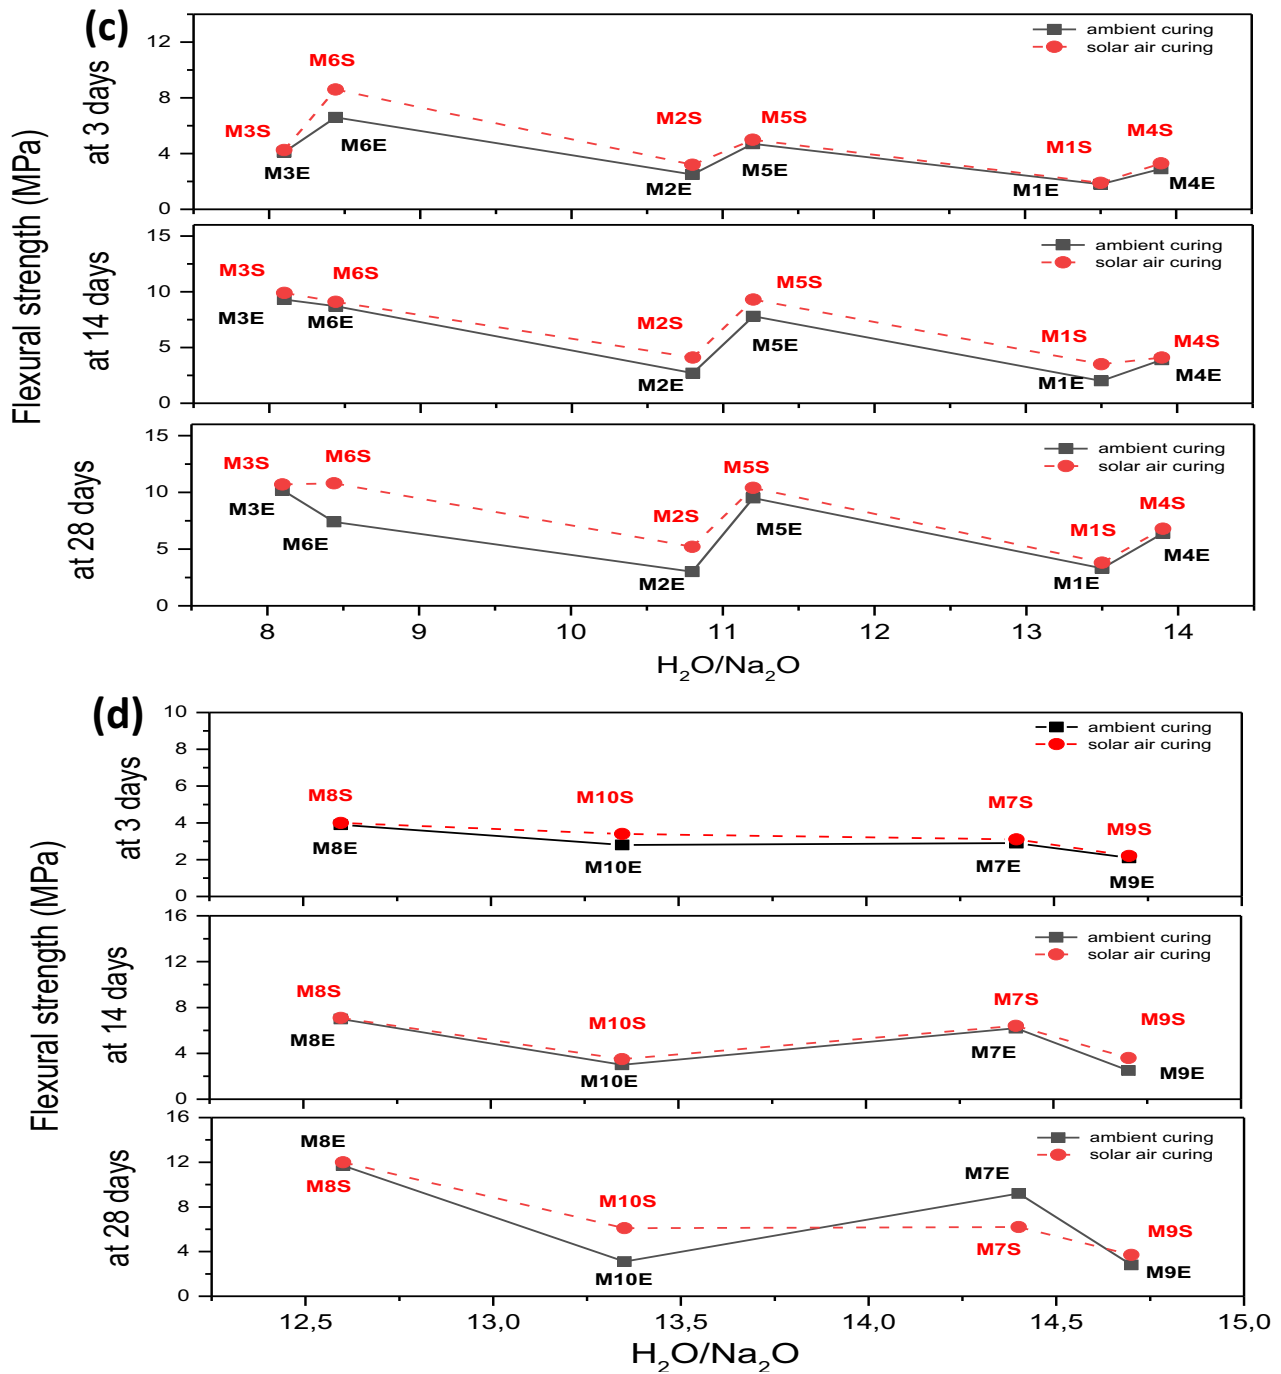 (c)
Flexural strength (MPa)
at 3 days
12
8
4
0
ambient curing
solar air curing
M6S
M3S
M2S
M5S
M4S
M1S
M6E
M3E
M2E
M5E
M1E
M4E
at 14 days
15
10
5
0
ambient curing
solar air curing
M3S
M6S
M5S
M2S
M1S
M4S
M3E
M6E
M5E
M2E
M1E
M4E
at 28 days
15
10
5
0
ambient curing
solar air curing
M3S
M6S
M5S
M2S
M1S
M4S
M3E
M6E
M5E
M2E
M1E
M4E
8 9 10 11 12 13 14
H₂O/Na₂O
(d)
Flexural strength (MPa)
at 3 days
10
8
6
4
2
0
ambient curing
solar air curing
M8S
M10S
M7S
M9S
M8E
M10E
M7E
M9E
at 14 days
16
12
8
4
0
ambient curing
solar air curing
M8S
M10S
M7S
M9S
M8E
M10E
M7E
M9E
at 28 days
16
12
8
4
0
ambient curing
solar air curing
M8E
M8S
M10S
M7E
M7S
M9S
M10E
M9E
12,5 13,0 13,5 14,0 14,5 15,0
H₂O/Na₂O